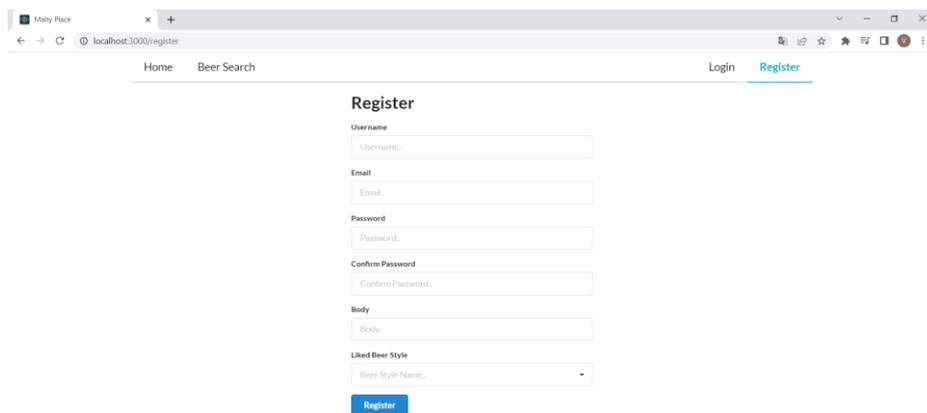 Malty Place
localhost:3000/register
V
Home Beer Search Login Register
Register
Username
Username..
Email
Email..
Password
Password..
Confirm Password
Confirm Password..
Body
Body..
Liked Beer Style
Beer Style Name..
Register